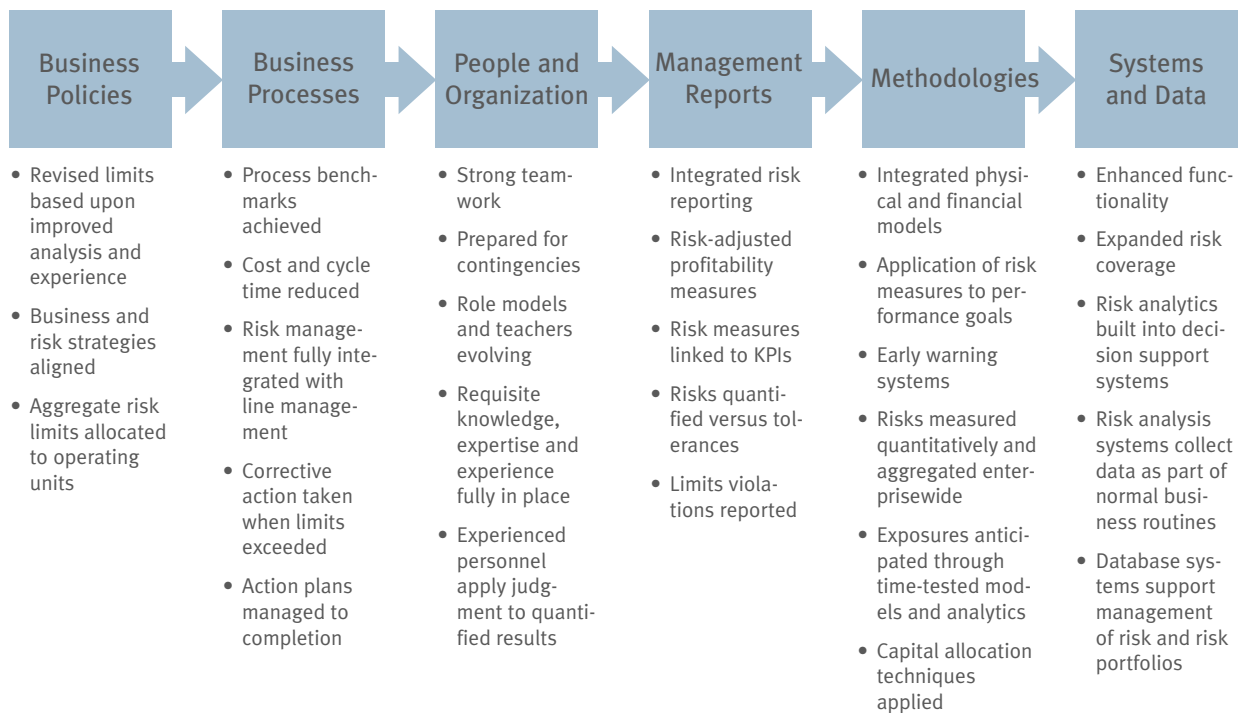 Business
Policies
Business
Processes
People and
Organization
Management
Reports
Methodologies
Systems
and Data
• Revised limits
based upon
improved
analysis and
experience
• Business and
risk strategies
aligned
• Aggregate risk
limits allocated
to operating
units
• Process bench-
marks
achieved
• Cost and cycle
time reduced
• Risk manage-
ment fully inte-
grated with
line manage-
ment
• Corrective
action taken
when limits
exceeded
• Action plans
managed to
completion
• Strong team-
work
• Prepared for
contingencies
• Role models
and teachers
evolving
• Requisite
knowledge,
expertise and
experience
fully in place
• Experienced
personnel
apply judg-
ment to quanti-
fied results
• Integrated risk
reporting
• Risk-adjusted
profitability
measures
• Risk measures
linked to KPIs
• Risks quanti-
fied versus tol-
erances
• Limits viola-
tions reported
• Integrated physi-
cal and financial
models
• Application of risk
measures to per-
formance goals
• Early warning
systems
• Risks measured
quantitatively and
aggregated enter-
prisewide
• Exposures antici-
pated through
time-tested mod-
els and analytics
• Capital allocation
techniques
applied
• Enhanced func-
tionality
• Expanded risk
coverage
• Risk analytics
built into deci-
sion support
systems
• Risk analysis
systems collect
data as part of
normal busi-
ness routines
• Database sys-
tems support
management
of risk and risk
portfolios